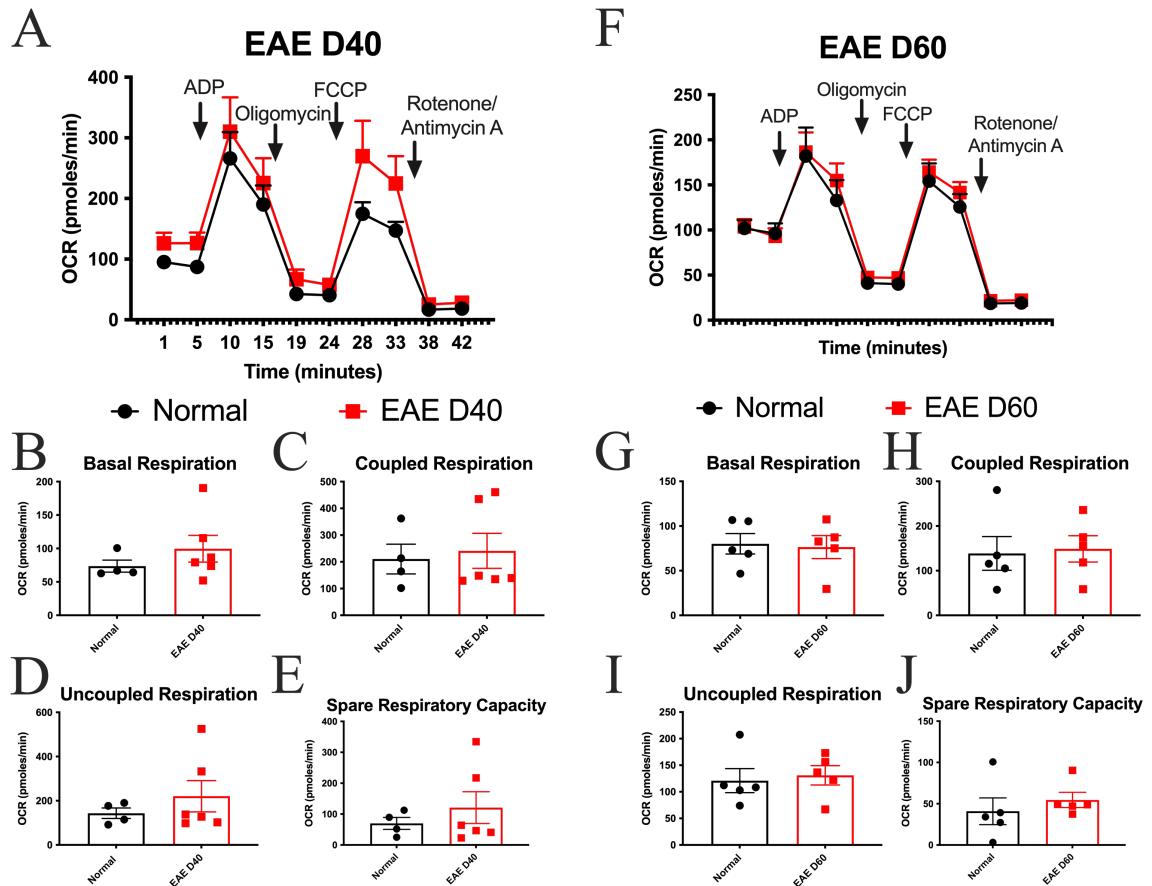 A
EAE D40
OCR (pmoles/min)
400
300
200
100
0
ADP
Oligomycin
FCCP
Rotenone/
Antimycin A
1 5 10 15 19 24 28 33 38 42
Time (minutes)
Normal
EAE D40
F
EAE D60
OCR (pmoles/min)
250
200
150
100
50
0
ADP
Oligomycin
FCCP
Rotenone/
Antimycin A
Time (minutes)
Normal
EAE D60
B
Basal Respiration
OCR (pmoles/min)
200
150
100
50
0
Normal
EAE D40
C
Coupled Respiration
OCR (pmoles/min)
500
400
300
200
100
0
Normal
EAE D40
G
Basal Respiration
OCR (pmoles/min)
150
100
50
0
Normal
EAE D60
H
Coupled Respiration
OCR (pmoles/min)
300
200
100
0
Normal
EAE D60
D
Uncoupled Respiration
OCR (pmoles/min)
600
400
200
0
Normal
EAE D40
E
Spare Respiratory Capacity
OCR (pmoles/min)
400
300
200
100
0
Normal
EAE D40
I
Uncoupled Respiration
OCR (pmoles/min)
250
200
150
100
50
0
Normal
EAE D60
J
Spare Respiratory Capacity
OCR (pmoles/min)
150
100
50
0
Normal
EAE D60